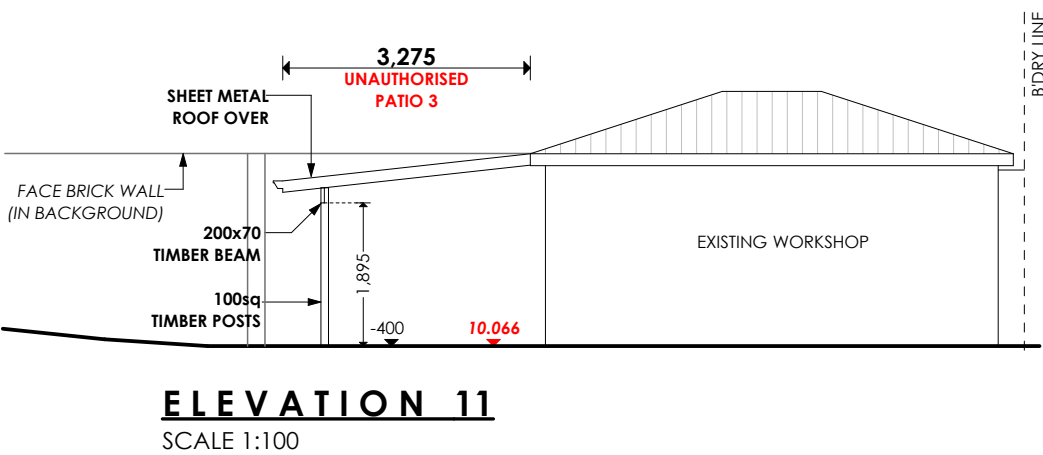 3,275
UNAUTHORISED
PATIO 3
B'DRY LINE
SHEET METAL
ROOF OVER
FACE BRICK WALL
(IN BACKGROUND)
200x70
TIMBER BEAM
EXISTING WORKSHOP
1,895
100sq
TIMBER POSTS
-400
10.066
ELEVATION 11
SCALE 1:100